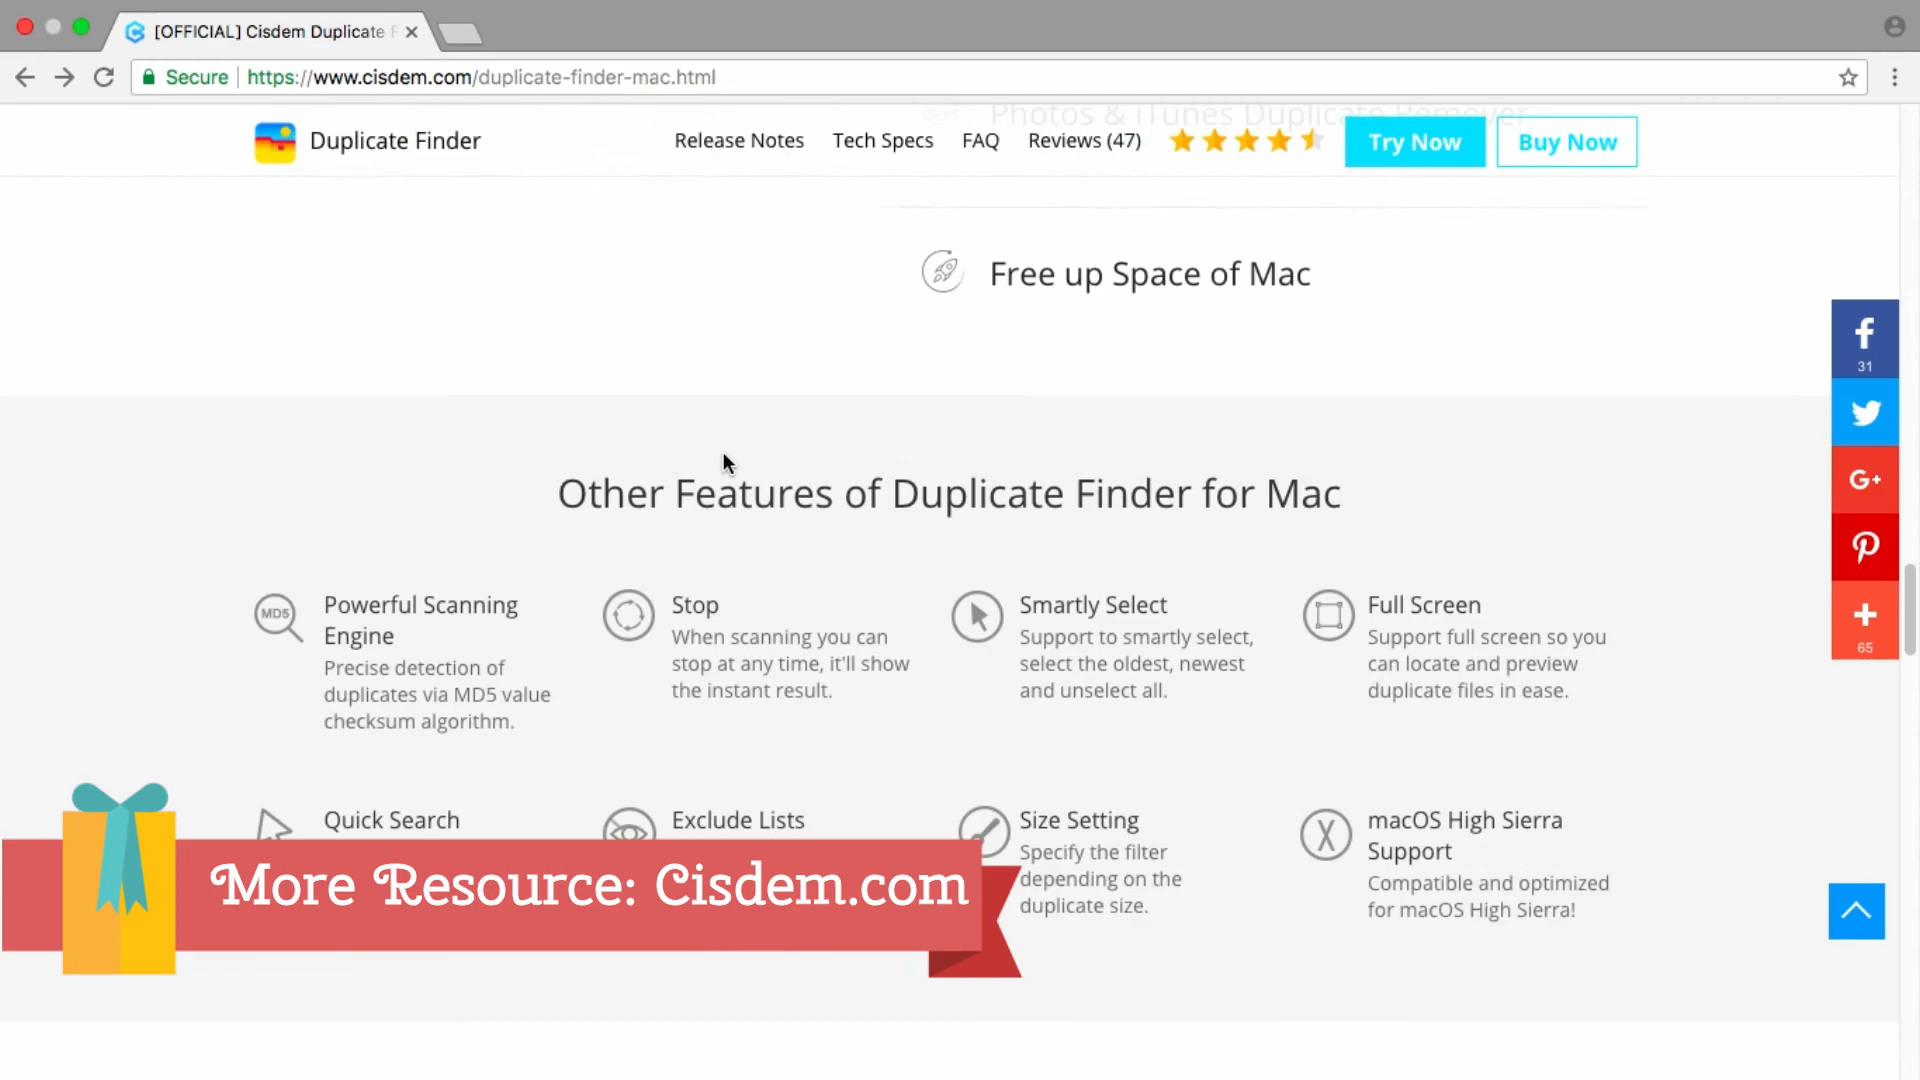 [OFFICIAL] Cisdem Duplicate F
Secure https://www.cisdem.com/duplicate-finder-mac.html
Photos & iTunes Duplicate Remover
Duplicate Finder
Release Notes
Tech Specs
FAQ
Reviews (47)
Try Now
Buy Now
Free up Space of Mac
31
Other Features of Duplicate Finder for Mac
G+
65
MD5
Powerful Scanning
Engine
Precise detection of
duplicates via MD5 value
checksum algorithm.
Stop
When scanning you can
stop at any time, it'll show
the instant result.
Smartly Select
Support to smartly select,
select the oldest, newest
and unselect all.
Full Screen
Support full screen so you
can locate and preview
duplicate files in ease.
Quick Search
Exclude Lists
Size Setting
Specify the filter
depending on the
duplicate size.
macOS High Sierra
Support
Compatible and optimized
for macOS High Sierra!
More Resource: Cisdem.com